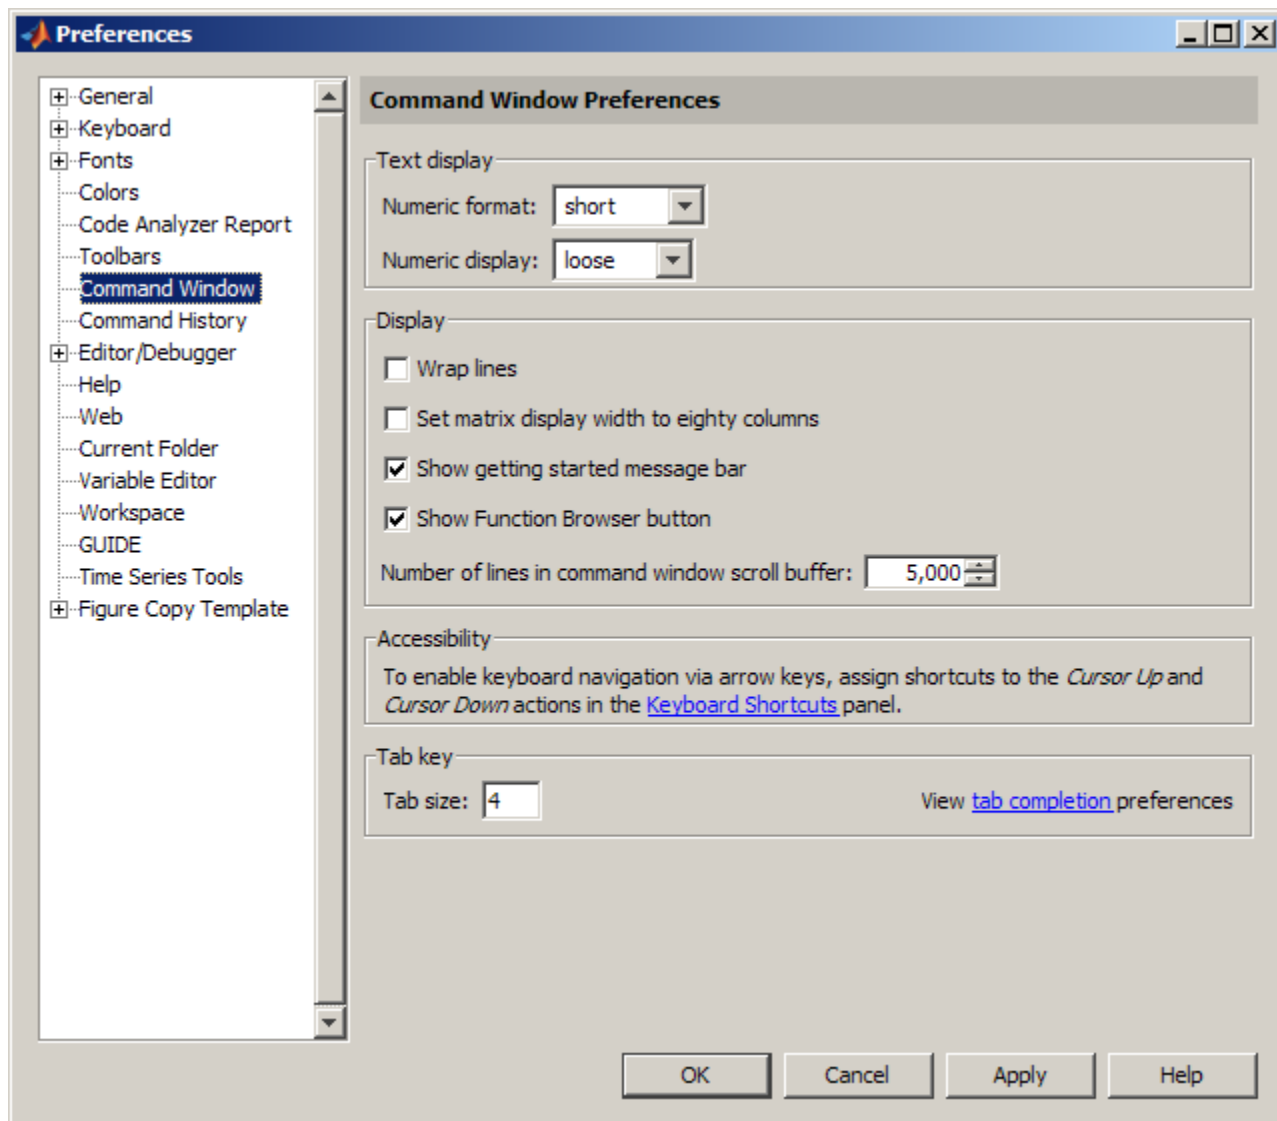 Preferences
General
Keyboard
Fonts
Colors
Code Analyzer Report
Toolbars
Command Window
Command History
Editor/Debugger
Help
Web
Current Folder
Variable Editor
Workspace
GUIDE
Time Series Tools
Figure Copy Template
Command Window Preferences
Text display
Numeric format: short
Numeric display: loose
Display
Wrap lines
Set matrix display width to eighty columns
Show getting started message bar
Show Function Browser button
Number of lines in command window scroll buffer: 5,000
Accessibility
To enable keyboard navigation via arrow keys, assign shortcuts to the Cursor Up and
Cursor Down actions in the Keyboard Shortcuts panel.
Tab key
Tab size: 4 View tab completion preferences
OK Cancel Apply Help